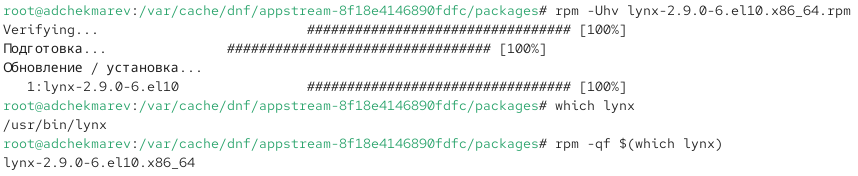 root@adchekmarev:/var/cache/dnf/appstream-8f18e4146890fdfc/packages# rpm -Uhv lynx-2.9.0-6.el10.x86_64.rpm
Verifying... ################################# [100%]
Подготовка... ################################# [100%]
Обновление / установка...
1:lynx-2.9.0-6.el10 ################################# [100%]
root@adchekmarev:/var/cache/dnf/appstream-8f18e4146890fdfc/packages# which lynx
/usr/bin/lynx
root@adchekmarev:/var/cache/dnf/appstream-8f18e4146890fdfc/packages# rpm -qf $(which lynx)
lynx-2.9.0-6.el10.x86_64